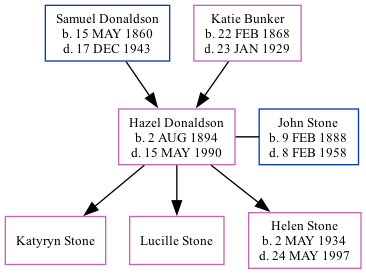 Samuel Donaldson
b. 15 MAY 1860
d. 17 DEC 1943
Katie Bunker
b. 22 FEB 1868
d. 23 JAN 1929
Hazel Donaldson
b. 2 AUG 1894
d. 15 MAY 1990
John Stone
b. 9 FEB 1888
d. 8 FEB 1958
Katyryn Stone
Lucille Stone
Helen Stone
b. 2 MAY 1934
d. 24 MAY 1997